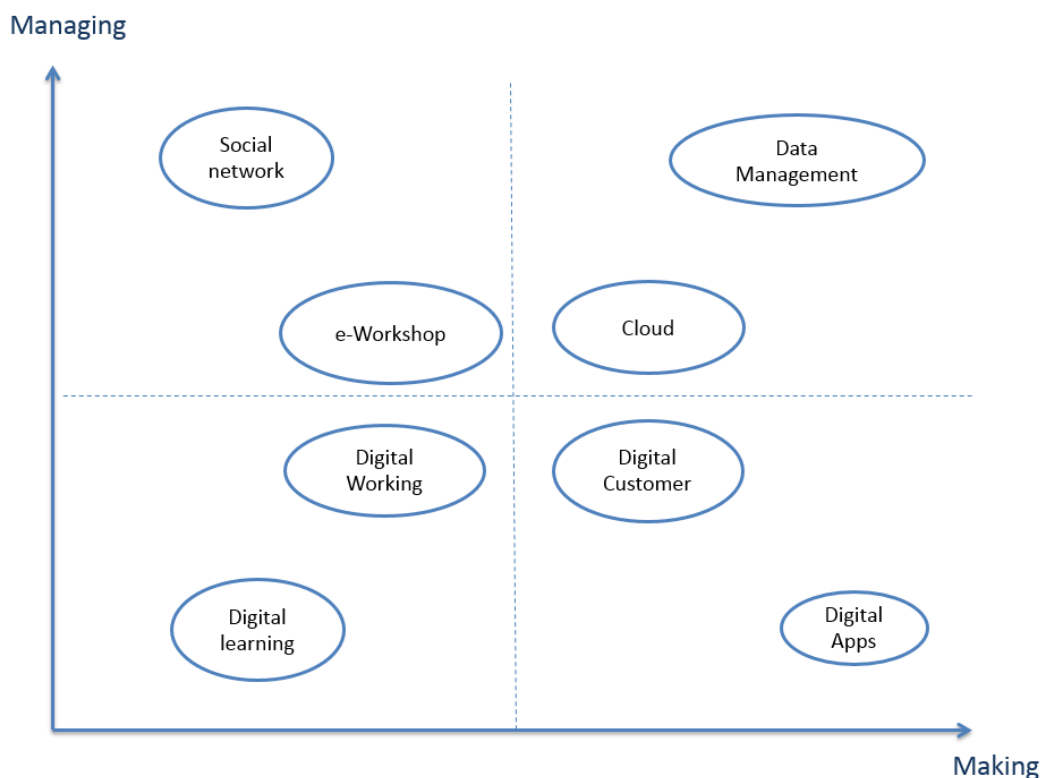 Managing
Social
network
Data
Management
e-Workshop
Cloud
Digital
Working
Digital
Customer
Digital
learning
Digital
Apps
Making